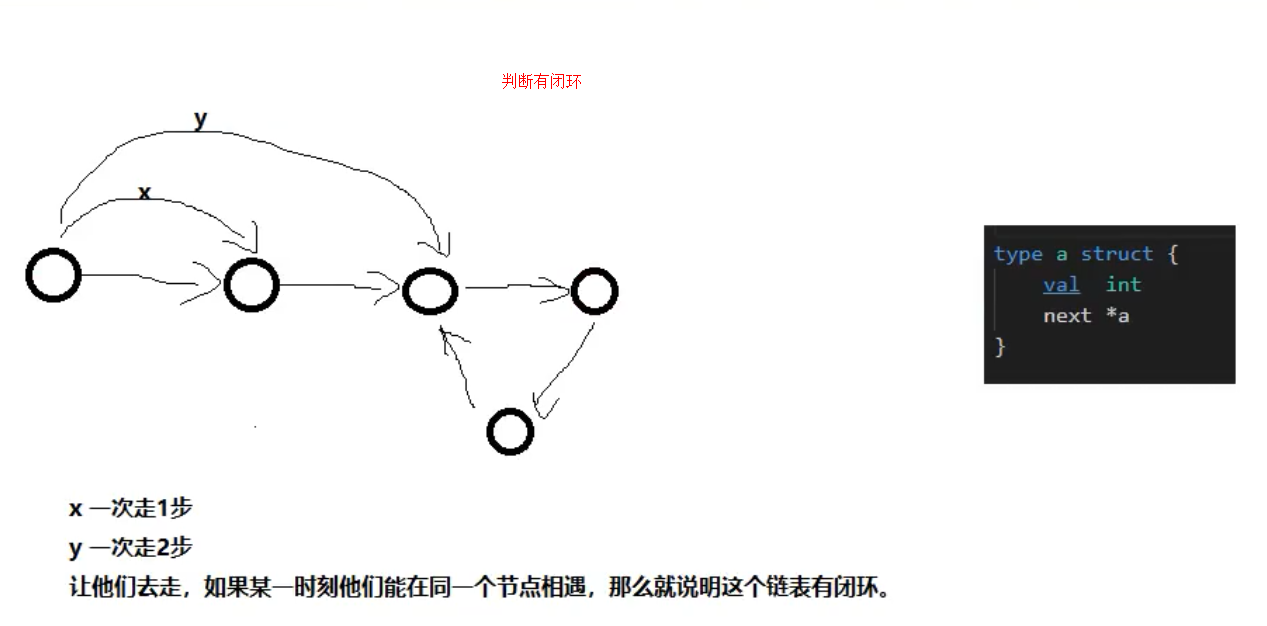 判断有闭环
y
x
type a struct {
val int
next *a
}
x 一次走1步
y 一次走2步
让他们去走，如果某一时刻他们能在同一个节点相遇，那么就说明这个链表有闭环。